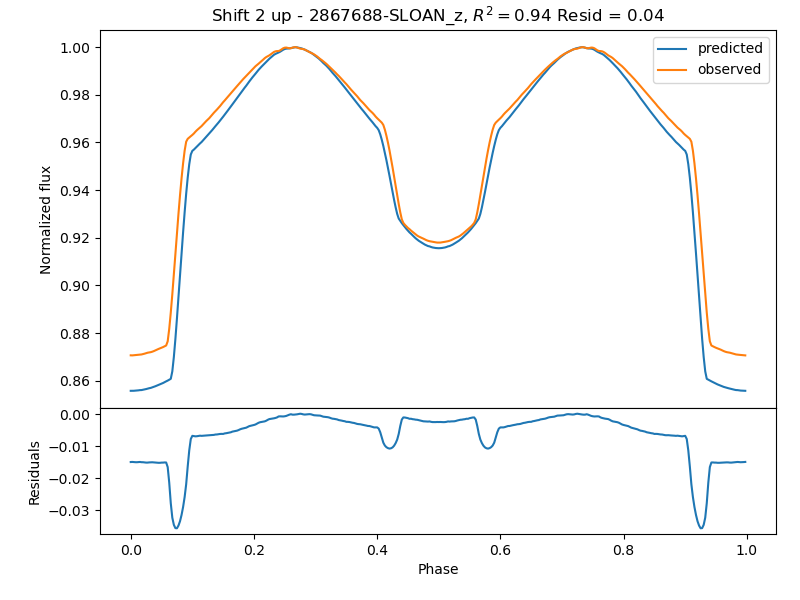 Shift 2 up - 2867688-SLOAN_z, R² = 0.94 Resid = 0.04
predicted
observed
Normalized flux
1.00
0.98
0.96
0.94
0.92
0.90
0.88
0.86
Residuals
0.00
−0.01
−0.02
−0.03
0.0 0.2 0.4 0.6 0.8 1.0
Phase